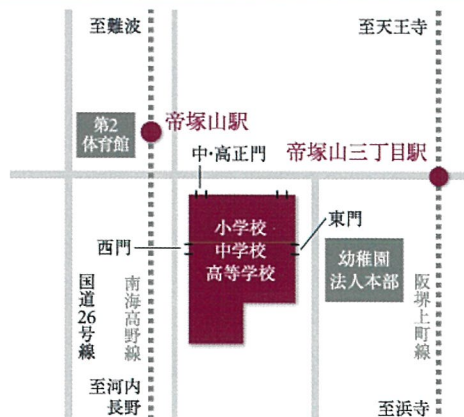 至難波
至天王寺
第2
体育館
帝塚山駅
中・高正門
帝塚山三丁目駅
小学校
中学校
高等学校
西門
東門
幼稚園
法人本部
国道26号線
南海高野線
阪堺上町線
至河内
長野
至浜寺